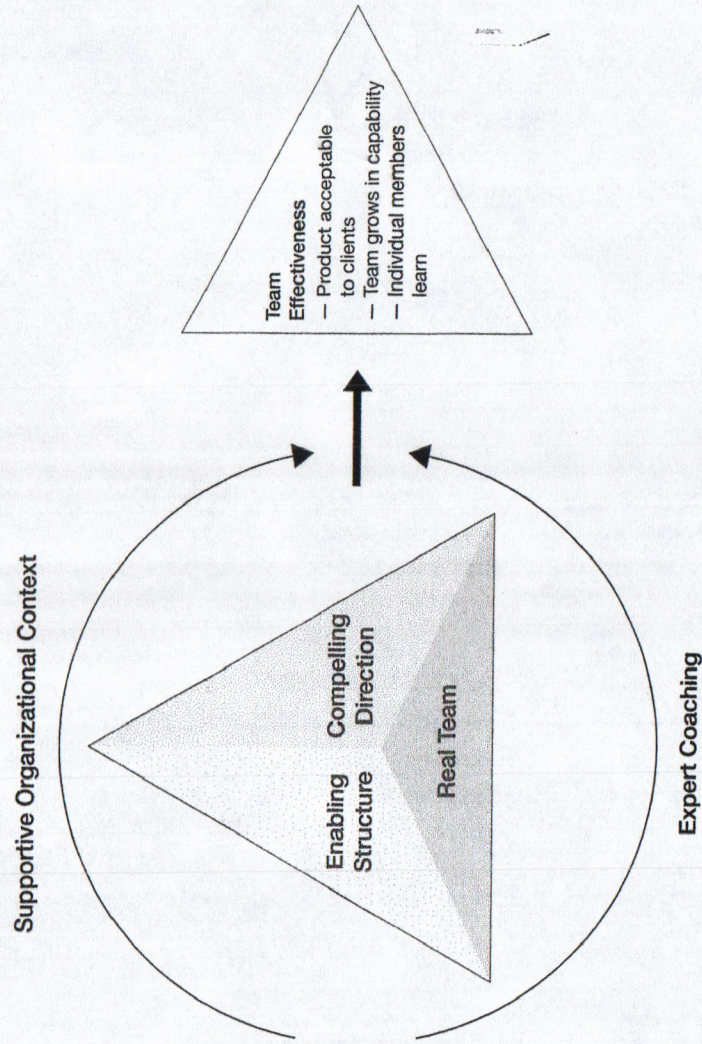 Supportive Organizational Context
Enabling
Structure
Compelling
Direction
Real Team
Expert Coaching
Team
Effectiveness
– Product acceptable
to clients
– Team grows in capability
– Individual members
learn